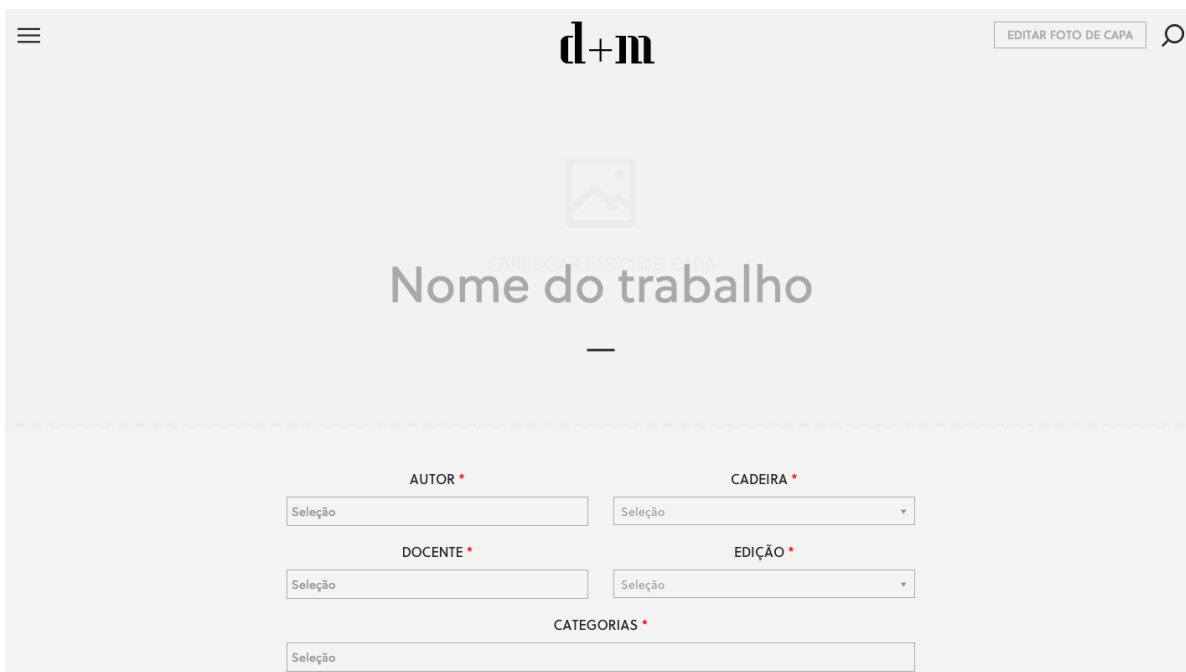 d+m
EDITAR FOTO DE CAPA
CARREGAR FOTO DE CAPA
Nome do trabalho
AUTOR *
CADEIRA *
Seleção
Seleção
DOCENTE *
EDIÇÃO *
Seleção
Seleção
CATEGORIAS *
Seleção